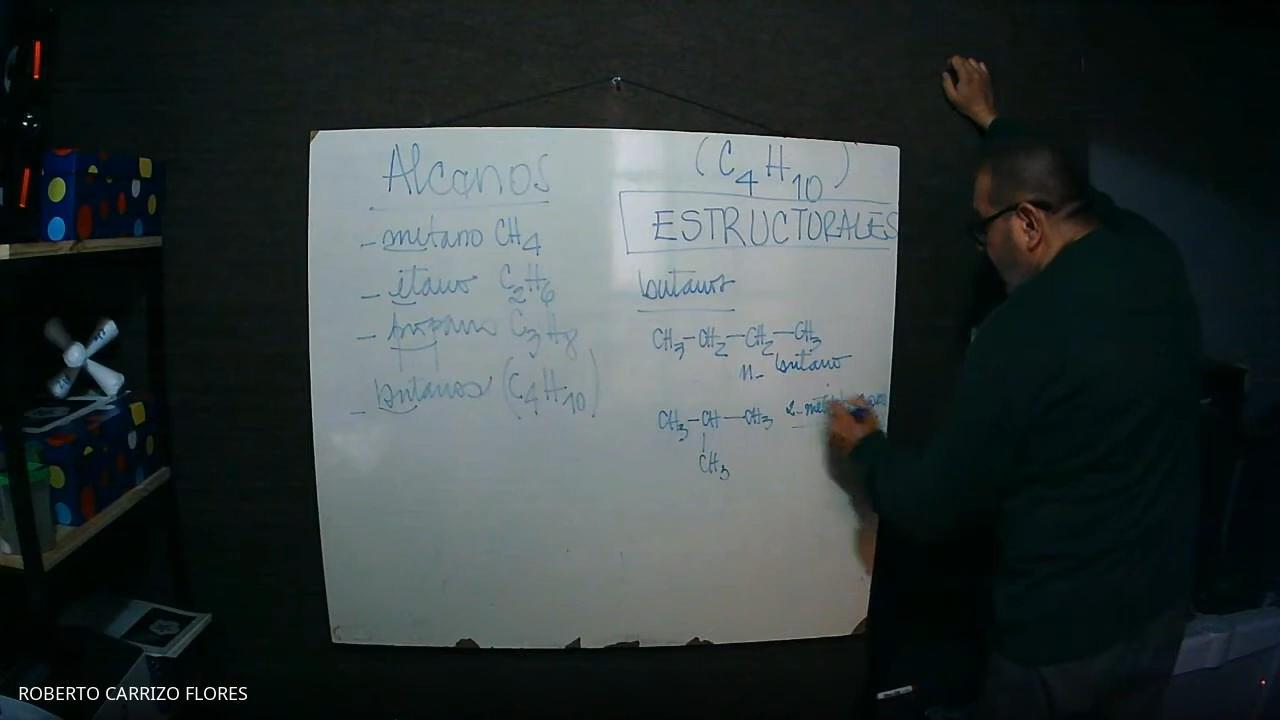 Alcanos
- metano CH4
- etano C2H6
- propano C3H8
- butanos (C4H10)
(C4H10)
ESTRUCTURALES
butanos
CH3-CH2-CH2-CH3
n- butano
CH3-CH-CH3 2-metil
CH3
ROBERTO CARRIZO FLORES